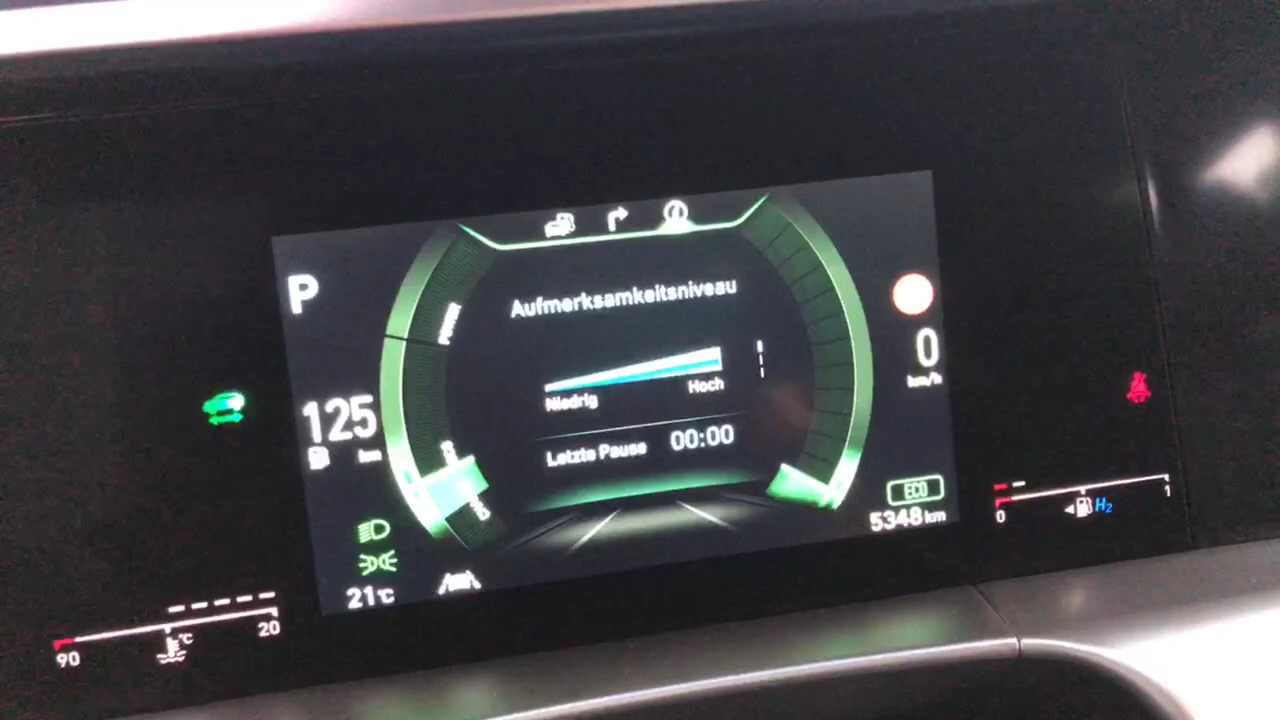 P
Aufmerksamkeitsniveau
POWER
0
km/h
125
km
Niedrig
Hoch
Letzte Pause
00:00
ECO
5348 km
0
1
H2
21°C
90
°C
20